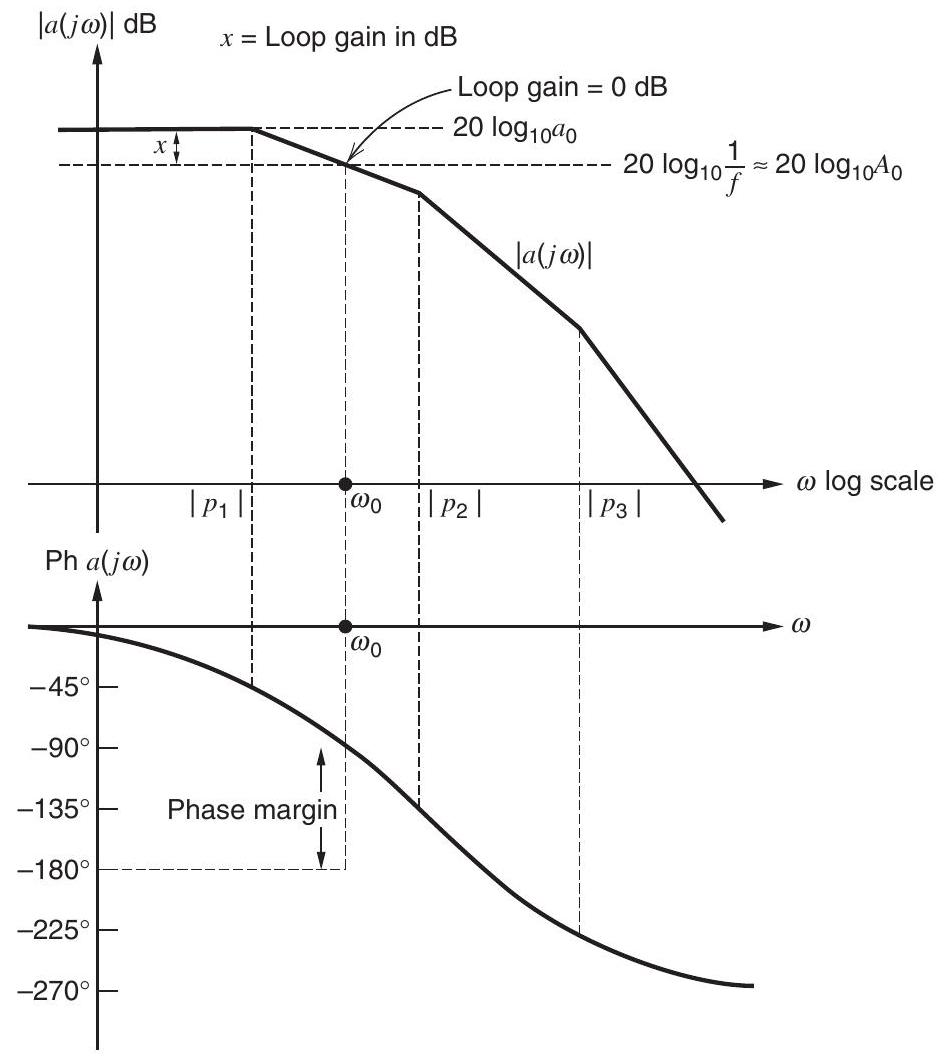 |a(jω)| dB
x = Loop gain in dB
Loop gain = 0 dB
20 log₁₀a₀
x
20 log₁₀ 1/f ≈ 20 log₁₀A₀
|a(jω)|
ω log scale
|p₁|
ω₀
|p₂|
|p₃|
Ph a(jω)
ω
ω₀
–45°
–90°
–135°
Phase margin
–180°
–225°
–270°